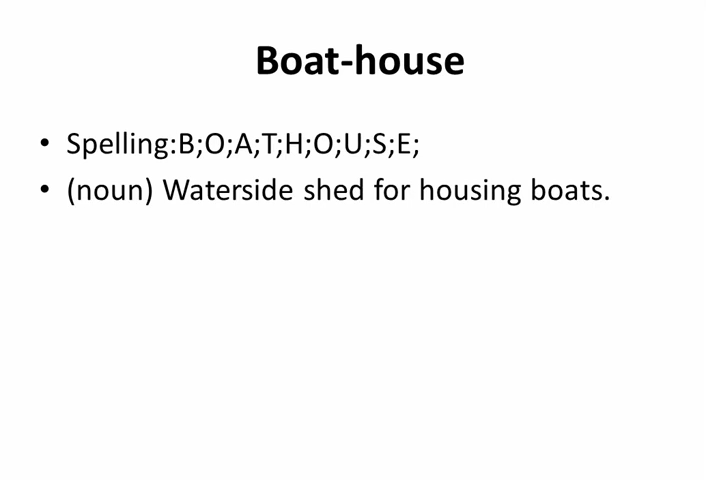 Boat-house
• Spelling:B;O;A;T;H;O;U;S;E;
• (noun) Waterside shed for housing boats.